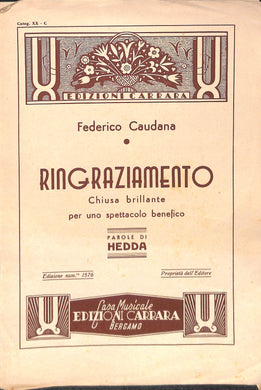 Categ. XX - C
EDIZIONI CARRARA
Federico Caudana
RINGRAZIAMENTO
Chiusa brillante
per uno spettacolo benefico
PAROLE DI
HEDDA
Edizione num.º 1576
Proprietà dell'Editore
Casa Musicale
EDIZIONI CARRARA
BERGAMO